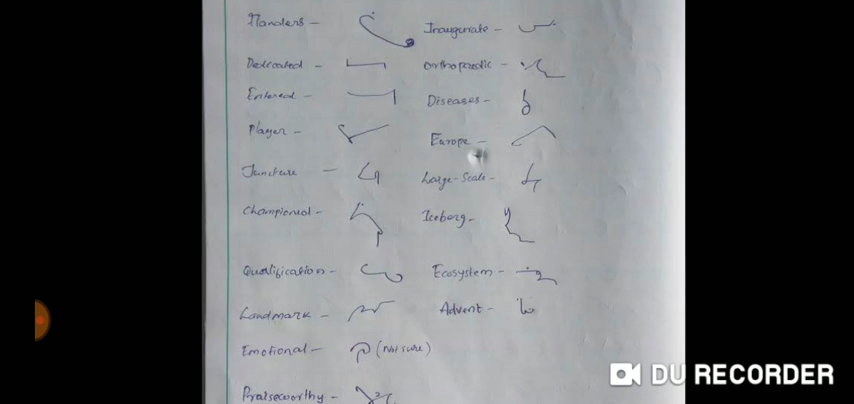 Flanders -
Dedicated -
Entered -
Player -
Juncture -
Championed -
Qualification -
Landmark -
Emotional - (Not sure)
Praiseworthy -
Inaugurate -
Orthopaedic -
Diseases -
Europe -
Large-Scale -
Iceberg -
Ecosystem -
Advent -
DU RECORDER